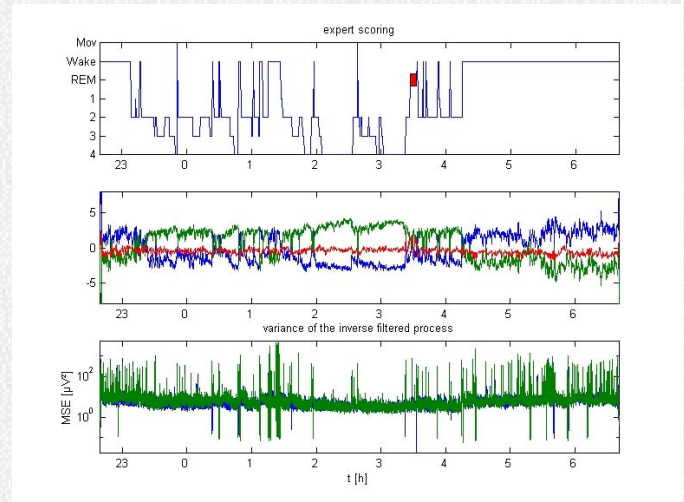 expert scoring
Mov
Wake
REM
1
2
3
4
23 0 1 2 3 4 5 6
5
0
-5
23 0 1 2 3 4 5 6
variance of the inverse filtered process
10²
10⁰
MSE [µV²]
23 0 1 2 3 4 5 6
t [h]